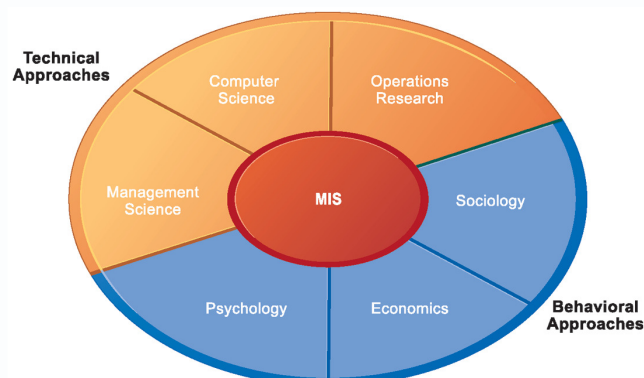 Technical
Approaches
Computer
Science
Operations
Research
Management
Science
MIS
Sociology
Psychology
Economics
Behavioral
Approaches